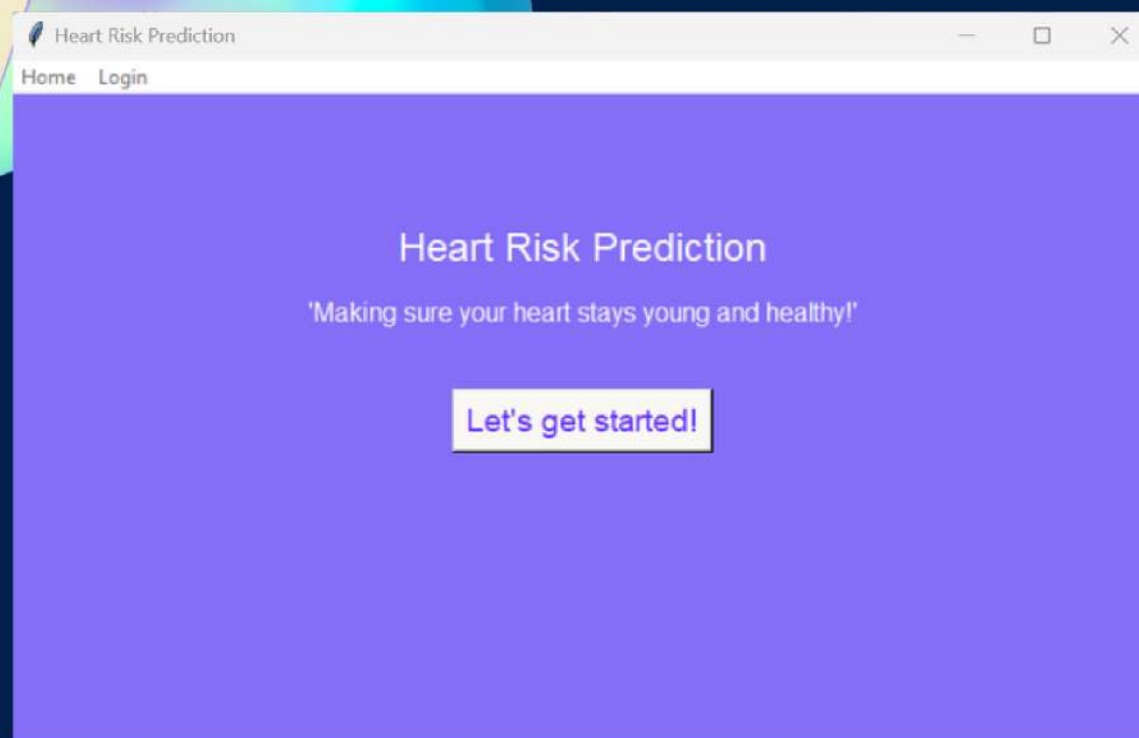 Heart Risk Prediction
Home Login
Heart Risk Prediction
'Making sure your heart stays young and healthy!'
Let's get started!